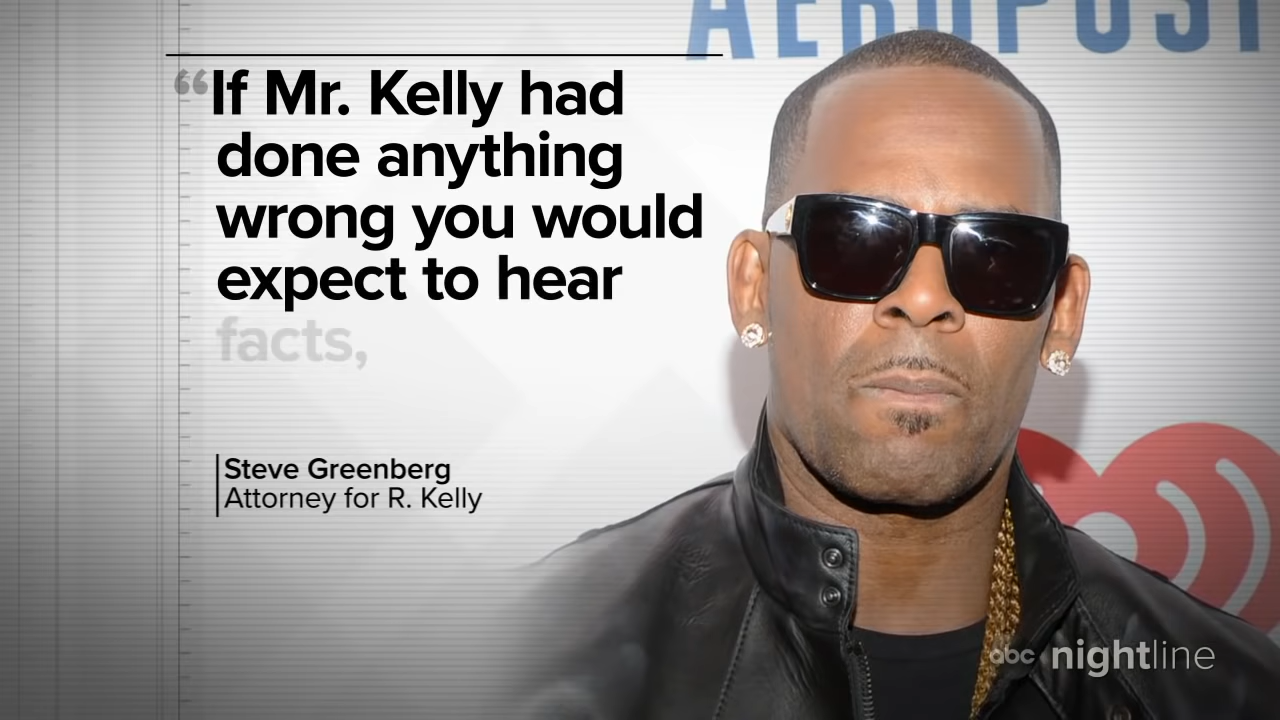 AEROPOST
“If Mr. Kelly had
done anything
wrong you would
expect to hear
facts,
Steve Greenberg
Attorney for R. Kelly
abc nightline